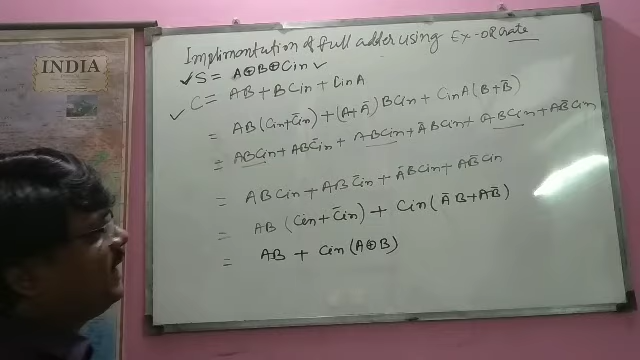 INDIA
Implimontution of full adder using Ex-OR Gate
✓ S = A⊕B⊕Cin ✓
✓ C = AB + BCin + CinA
= AB(Cin+C̄in) + (A+Ā)BCin + CinA(B+B̄)
= ABCin + ABC̄in + ABCin + ĀBCin + ABCin + AB̄Cin
= ABCin + ABC̄in + ĀBCin + AB̄Cin
= AB(Cin+C̄in) + Cin(ĀB+AB̄)
= AB + Cin(A⊕B)